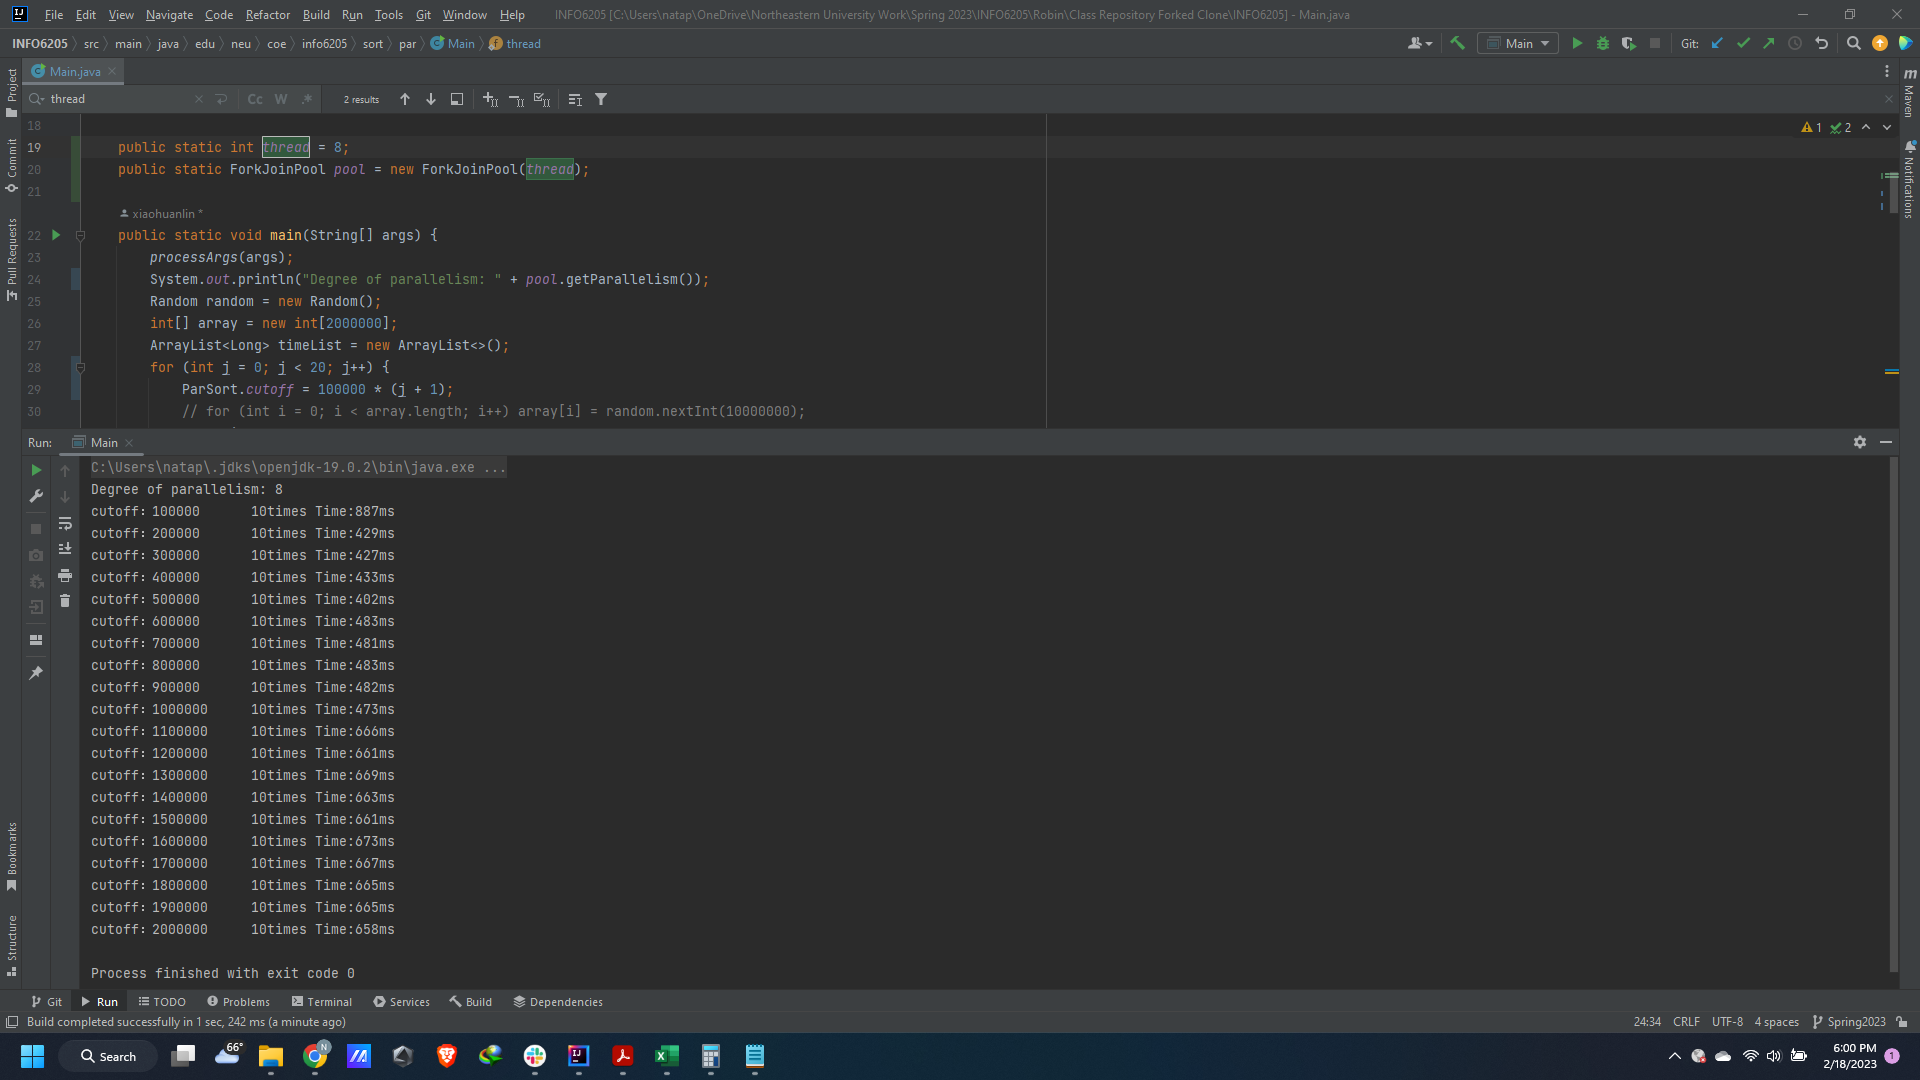 File Edit View Navigate Code Refactor Build Run Tools Git Window Help INFO6205 [C:\Users\natap\OneDrive\Northeastern University Work\Spring 2023\INFO6205\Robin\Class Repository Forked Clone\INFO6205] - Main.java
INFO6205 src main java edu neu coe info6205 sort par Main thread Main Git:
Project
Commit
Pull Requests
Bookmarks
Structure
Main.java
thread Cc W .* 2 results
1 2
Maven
Notifications
18
19 public static int thread = 8;
20 public static ForkJoinPool pool = new ForkJoinPool(thread);
21
xiaohuanlin *
22 public static void main(String[] args) {
23 processArgs(args);
24 System.out.println("Degree of parallelism: " + pool.getParallelism());
25 Random random = new Random();
26 int[] array = new int[2000000];
27 ArrayList<Long> timeList = new ArrayList<>();
28 for (int j = 0; j < 20; j++) {
29 ParSort.cutoff = 100000 * (j + 1);
30 // for (int i = 0; i < array.length; i++) array[i] = random.nextInt(10000000);
Run: Main
C:\Users\natap\.jdks\openjdk-19.0.2\bin\java.exe ...
Degree of parallelism: 8
cutoff：100000 10times Time:887ms
cutoff：200000 10times Time:429ms
cutoff：300000 10times Time:427ms
cutoff：400000 10times Time:433ms
cutoff：500000 10times Time:402ms
cutoff：600000 10times Time:483ms
cutoff：700000 10times Time:481ms
cutoff：800000 10times Time:483ms
cutoff：900000 10times Time:482ms
cutoff：1000000 10times Time:473ms
cutoff：1100000 10times Time:666ms
cutoff：1200000 10times Time:661ms
cutoff：1300000 10times Time:669ms
cutoff：1400000 10times Time:663ms
cutoff：1500000 10times Time:661ms
cutoff：1600000 10times Time:673ms
cutoff：1700000 10times Time:667ms
cutoff：1800000 10times Time:665ms
cutoff：1900000 10times Time:665ms
cutoff：2000000 10times Time:658ms
Process finished with exit code 0
Git Run TODO Problems Terminal Services Build Dependencies
Build completed successfully in 1 sec, 242 ms (a minute ago) 24:34 CRLF UTF-8 4 spaces Spring2023
Search 66° N 6:00 PM
2/18/2023 1